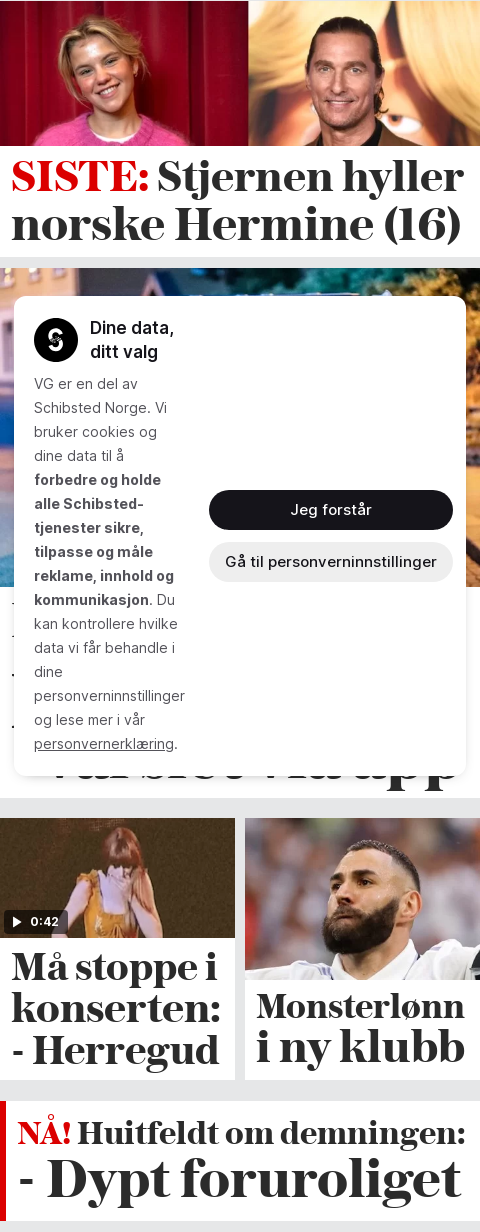 SISTE: Stjernen hyller
norske Hermine (16)
Dine data,
ditt valg
VG er en del av
Schibsted Norge. Vi
bruker cookies og
dine data til å
forbedre og holde
alle Schibsted-
tjenester sikre,
tilpasse og måle
reklame, innhold og
kommunikasjon. Du
kan kontrollere hvilke
data vi får behandle i
dine
personverninnstillinger
og lese mer i vår
personvernerklæring.
Jeg forstår
Gå til personverninnstillinger
0:42
Må stoppe i
konserten:
- Herregud
Monsterlønn
i ny klubb
NÅ! Huitfeldt om demningen:
- Dypt foruroliget